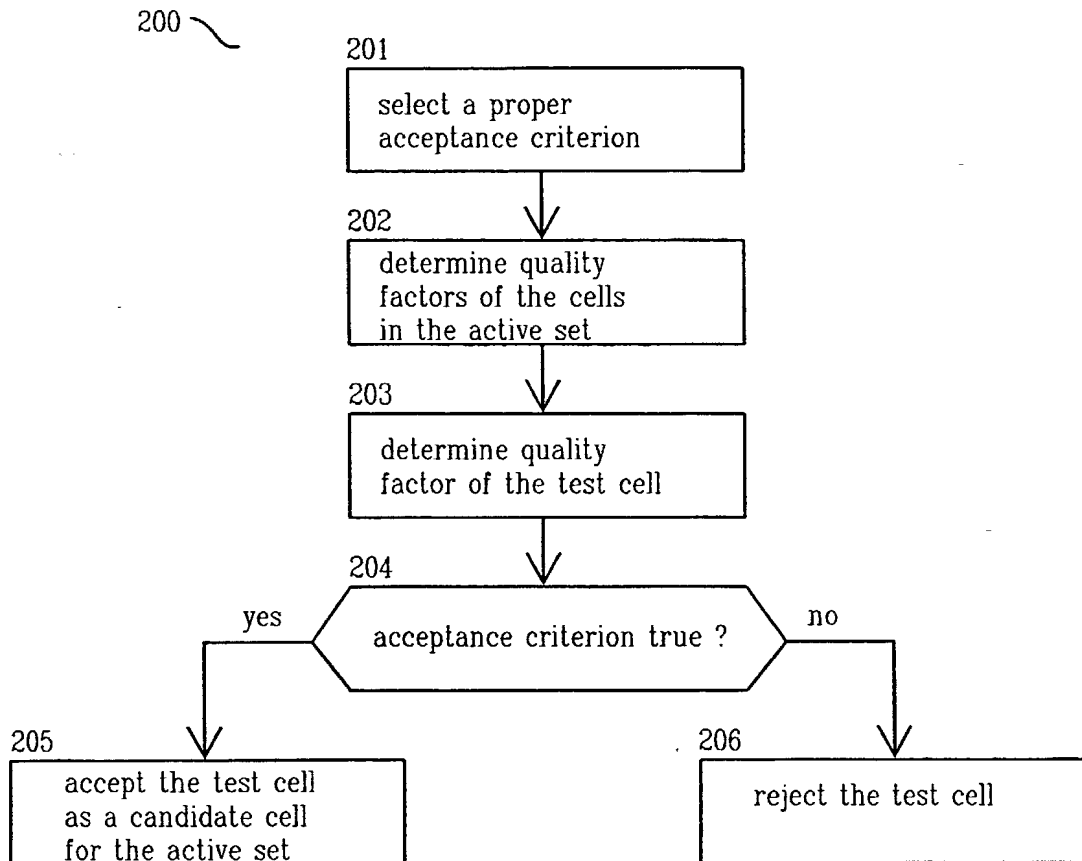 200
201
select a proper
acceptance criterion
202
determine quality
factors of the cells
in the active set
203
determine quality
factor of the test cell
204
yes
acceptance criterion true ?
no
205
accept the test cell
as a candidate cell
for the active set
206
reject the test cell